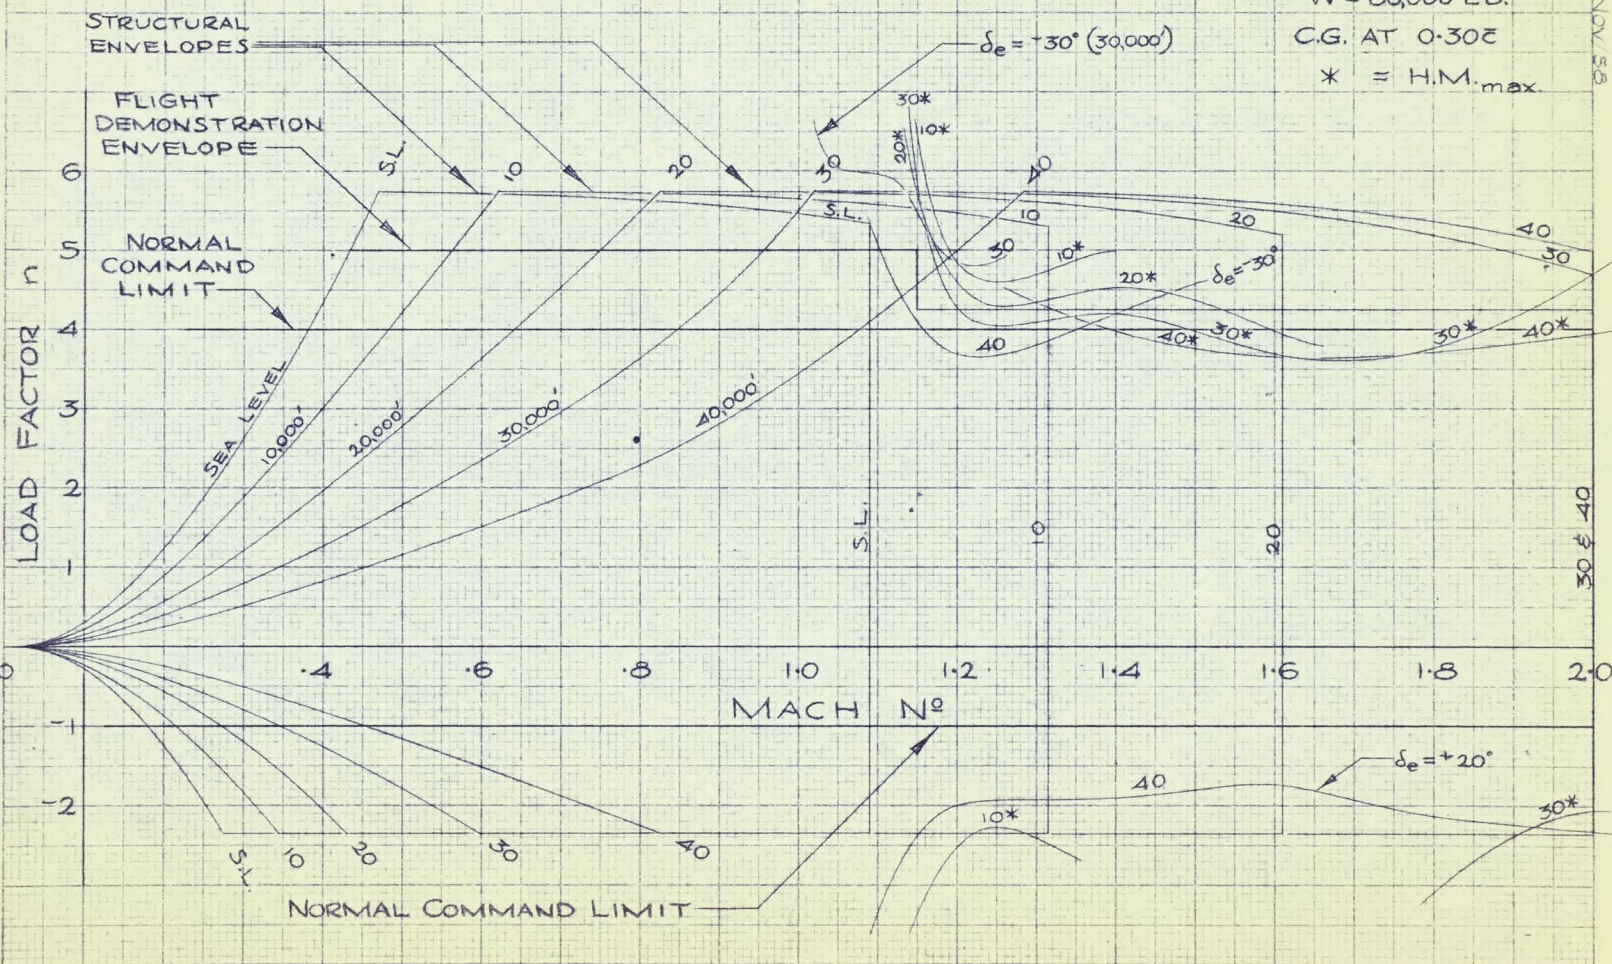 C.G. AT 0.30c̄
* = H.M.max.
NOV/58
STRUCTURAL
ENVELOPES
δe = -30° (30,000')
FLIGHT
DEMONSTRATION
ENVELOPE
NORMAL
COMMAND
LIMIT
S.L.
10
20
30
40
30*
10*
20*
S.L.
10
20
40
30
30
10*
20*
δe=-30°
40
40*
30*
30*
40*
LOAD FACTOR n
6
5
4
3
2
1
-1
-2
SEA LEVEL
10,000'
20,000'
30,000'
40,000'
S.L.
10
20
30 & 40
0
.4
.6
.8
1.0
1.2
1.4
1.6
1.8
2.0
MACH Nº
δe=+20°
40
10*
30*
S.L.
10
20
30
40
NORMAL COMMAND LIMIT